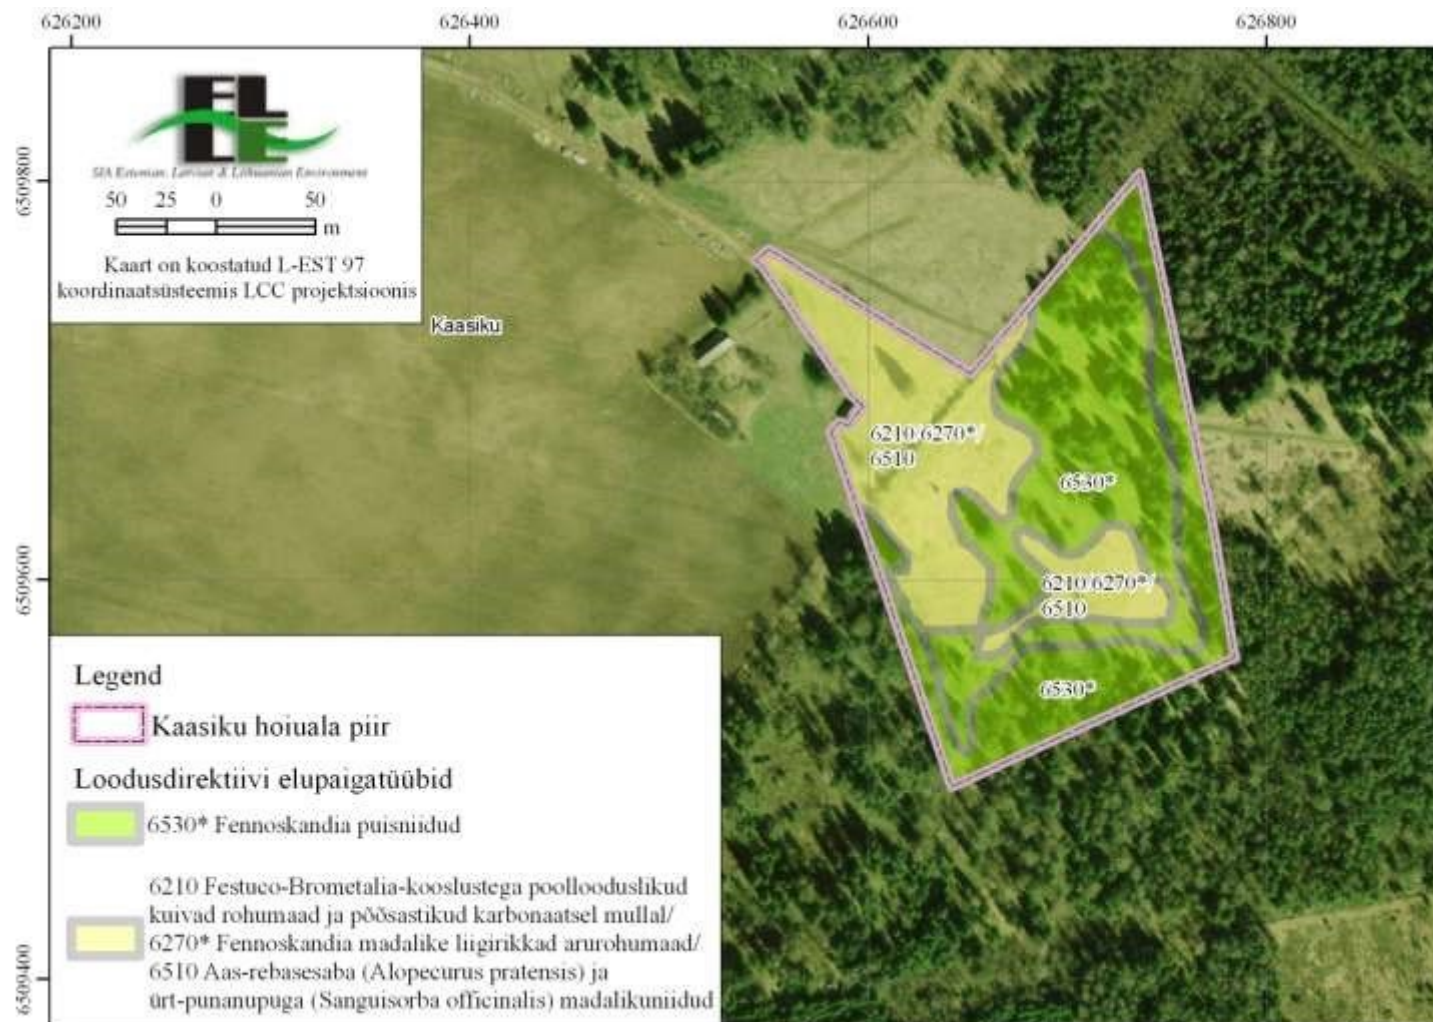 626200 626400 626600 626800
6509800
6509600
6509400
SIA Estonian, Latvian & Lithuanian Environment
50 25 0 50
m
Kaart on koostatud L-EST 97
koordinaatsüsteemis LCC projektsioonis
Kaasiku
6210/6270*/
6510
6530*
6210/6270*/
6510
6530*
Legend
Kaasiku hoiuala piir
Loodusdirektiivi elupaigatüübid
6530* Fennoskandia puisniidud
6210 Festuco-Brometalia-kooslustega poollooduslikud
kuivad rohumaad ja põõsastikud karbonaatsel mullal/
6270* Fennoskandia madalike liigirikkad arurohumaad/
6510 Aas-rebasesaba (Alopecurus pratensis) ja
ürt-punanupuga (Sanguisorba officinalis) madalikuniidud